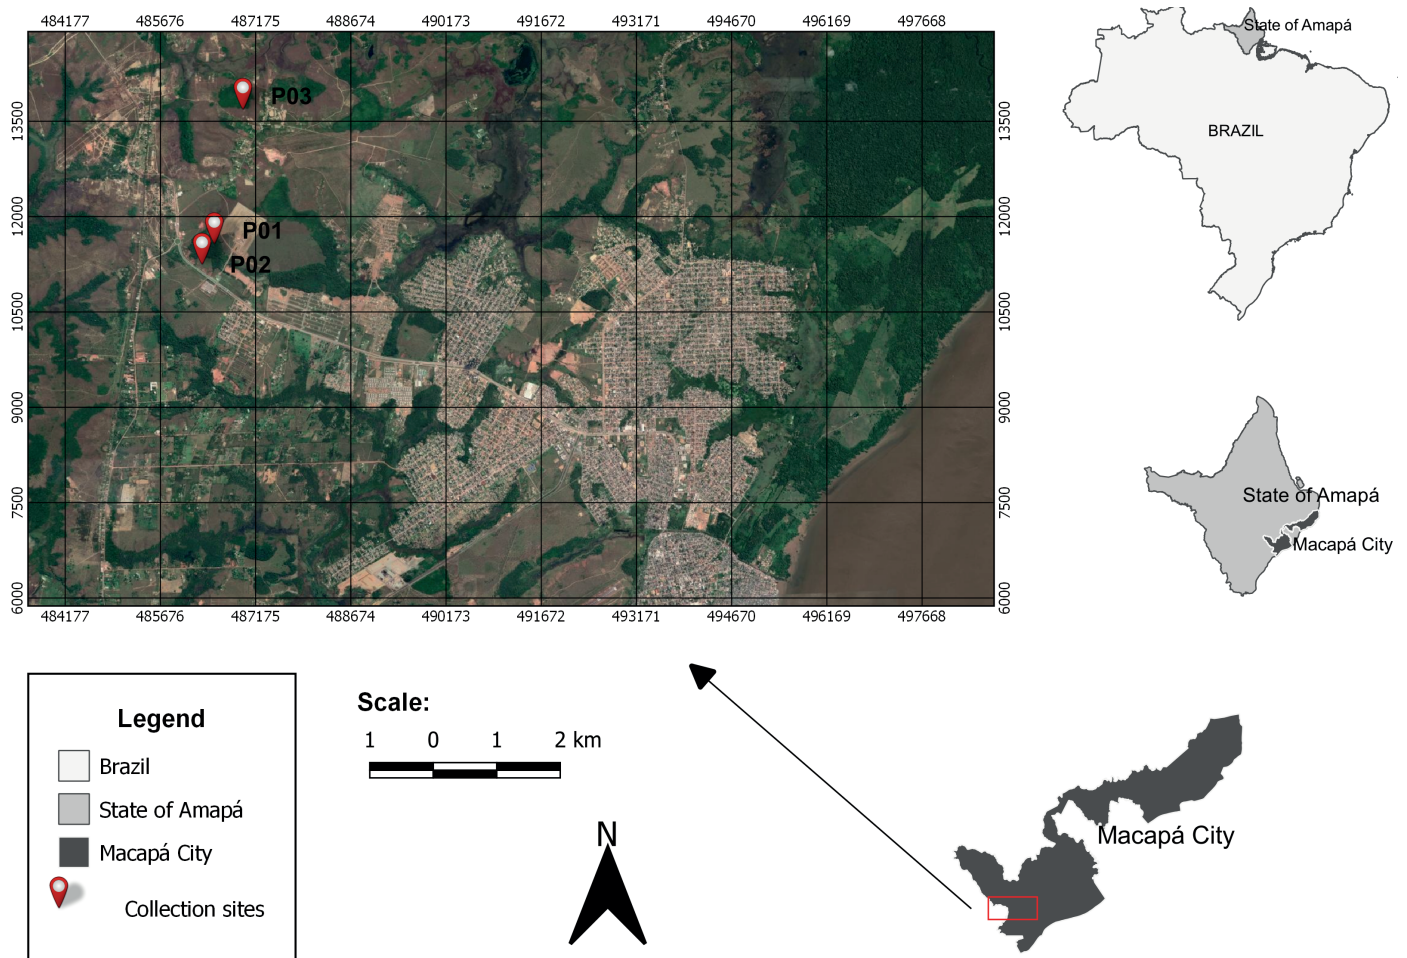 484177 485676 487175 488674 490173 491672 493171 494670 496169 497668
State of Amapá
BRAZIL
P03
13500 13500
12000 12000
P01
P02
10500 10500
9000 9000
7500 7500
6000 6000
484177 485676 487175 488674 490173 491672 493171 494670 496169 497668
State of Amapá
Macapá City
Legend
Brazil
State of Amapá
Macapá City
Collection sites
Scale:
1 0 1 2 km
N
Macapá City